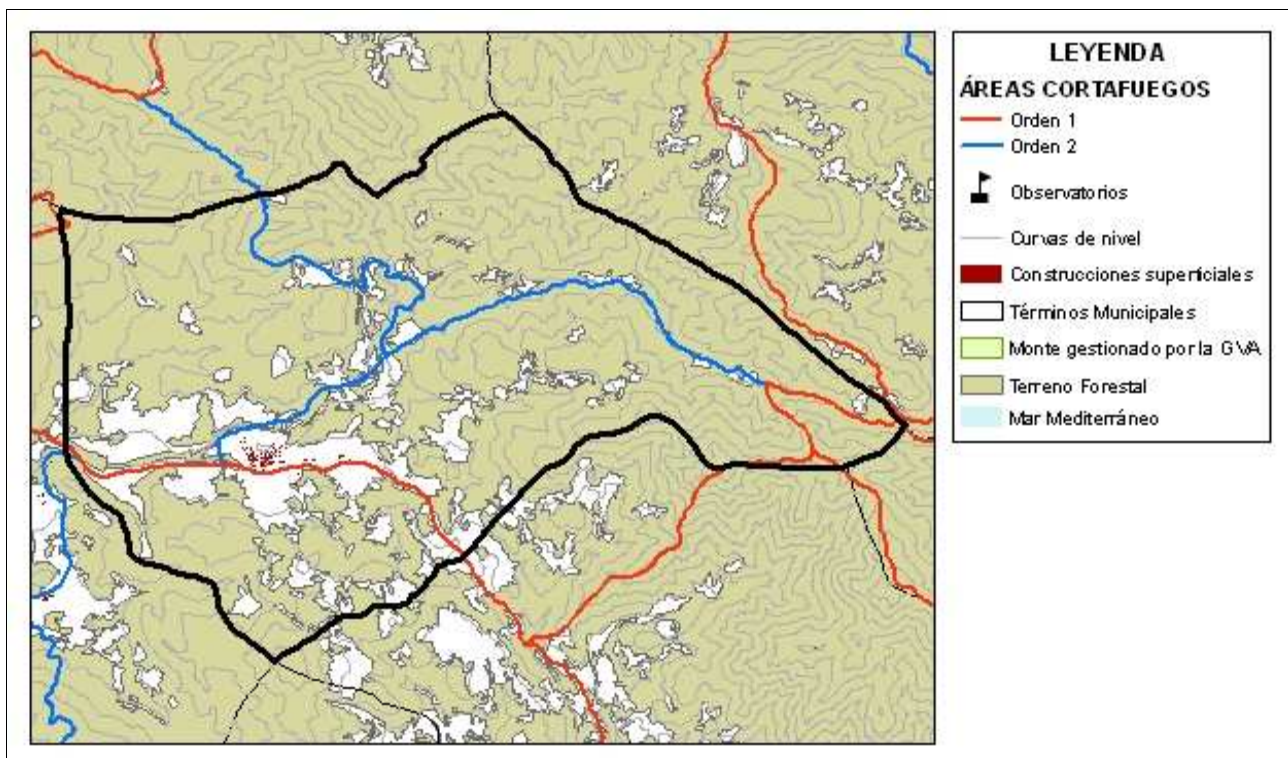 LEYENDA
ÁREAS CORTAFUEGOS
Orden 1
Orden 2
Observatorios
Curvas de nivel
Construcciones superficiales
Términos Municipales
Monte gestionado por la GVA
Terreno Forestal
Mar Mediterráneo